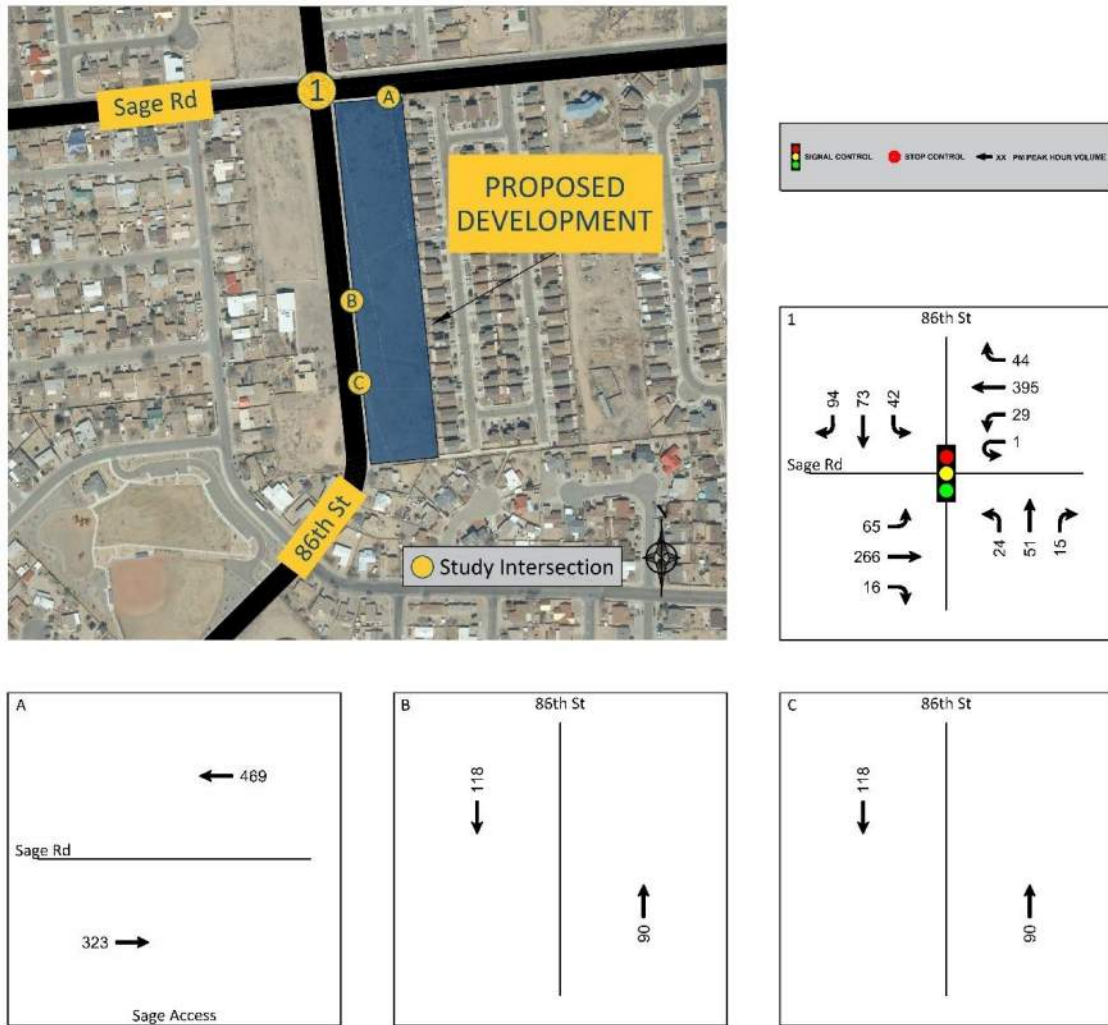 Sage Rd
1
A
PROPOSED
DEVELOPMENT
B
C
86th St
Study Intersection
SIGNAL CONTROL
STOP CONTROL
XX PM PEAK HOUR VOLUME
1
86th St
94
73
42
44
395
29
1
Sage Rd
65
266
16
24
51
15
A
469
Sage Rd
323
Sage Access
B
86th St
118
90
C
86th St
118
90